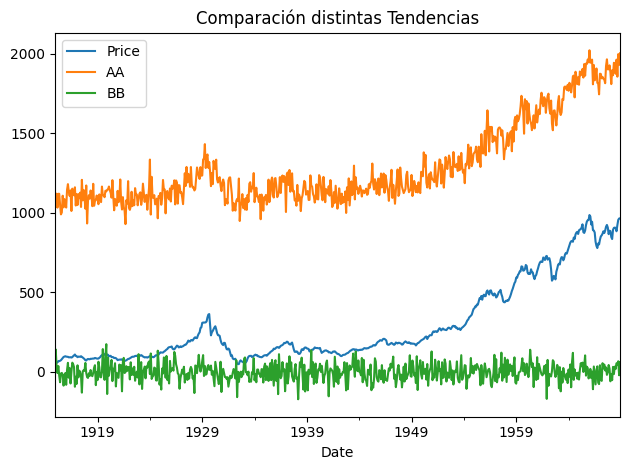 Comparación distintas Tendencias
Price
AA
BB
2000
1500
1000
500
0
1919 1929 1939 1949 1959
Date